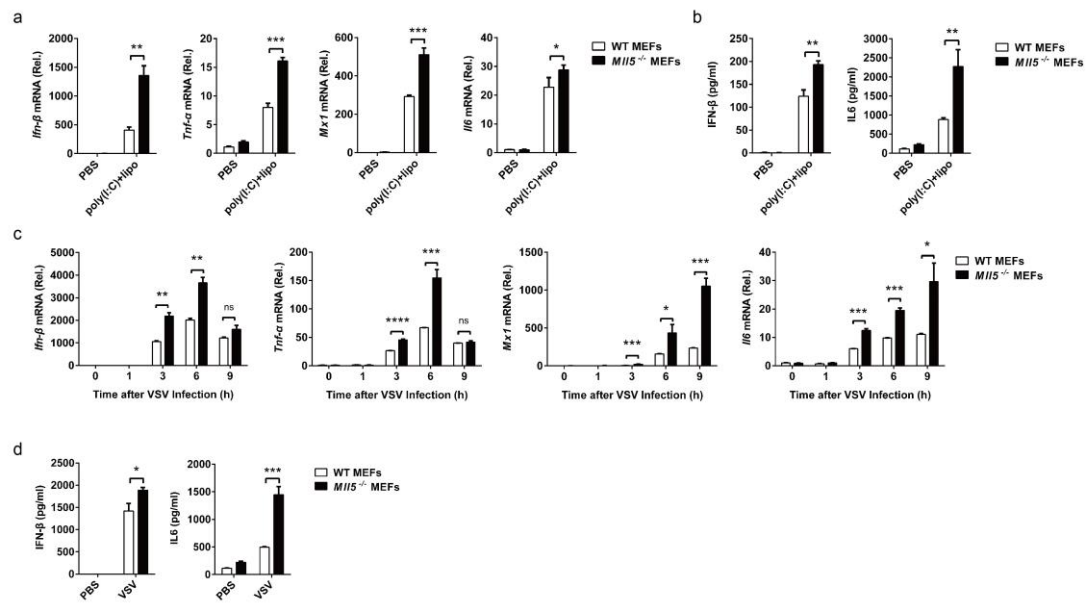 a
Ifn-β mRNA (Rel.)
2000
1500
1000
500
0
**
PBS
poly(I:C)+lipo
Tnf-α mRNA (Rel.)
20
15
10
5
0
***
PBS
poly(I:C)+lipo
Mx1 mRNA (Rel.)
600
400
200
0
***
PBS
poly(I:C)+lipo
Il6 mRNA (Rel.)
40
30
20
10
0
*
PBS
poly(I:C)+lipo
b
IFN-β (pg/ml)
250
200
150
100
50
0
**
PBS
poly(I:C)+lipo
IL6 (pg/ml)
3000
2500
2000
1500
1000
500
0
**
PBS
poly(I:C)+lipo
WT MEFs
Mll5 -/- MEFs
WT MEFs
Mll5 -/- MEFs
c
Ifn-β mRNA (Rel.)
5000
4000
3000
2000
1000
0
**
**
ns
0 1 3 6 9
Time after VSV Infection (h)
Tnf-α mRNA (Rel.)
200
150
100
50
0
****
***
ns
0 1 3 6 9
Time after VSV Infection (h)
Mx1 mRNA (Rel.)
1500
1000
500
0
***
*
***
0 1 3 6 9
Time after VSV Infection (h)
Il6 mRNA (Rel.)
40
30
20
10
0
***
***
*
0 1 3 6 9
Time after VSV Infection (h)
WT MEFs
Mll5 -/- MEFs
d
IFN-β (pg/ml)
2500
2000
1500
1000
500
0
*
PBS
VSV
IL6 (pg/ml)
2000
1500
1000
500
0
***
PBS
VSV
WT MEFs
Mll5 -/- MEFs